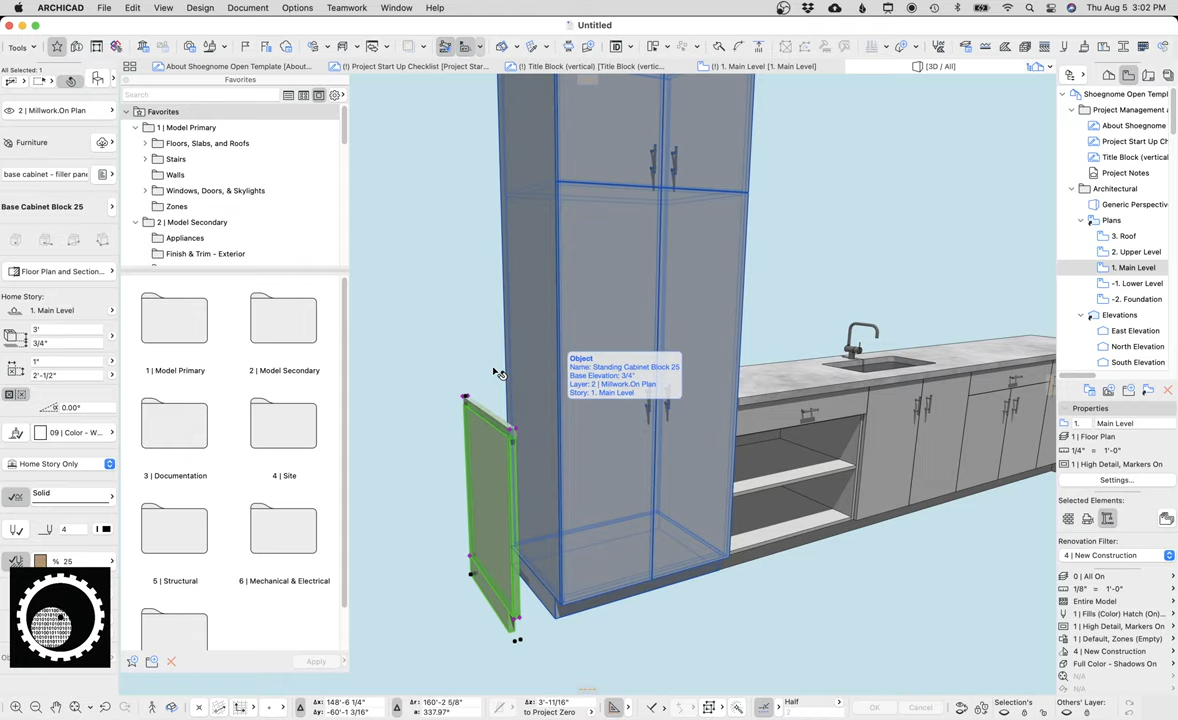 ARCHICAD File Edit View Design Document Options Teamwork Window Help Thu Aug 5 3:02 PM
Untitled
Tools
About Shoegnome Open Template [About... (!) Project Start Up Checklist [Project Star... (!) Title Block (vertical) [Title Block (vertic... (!) 1. Main Level [1. Main Level] [3D / All]
All Selected: 1
2 | Millwork.On Plan
Furniture
base cabinet - filler pane
Base Cabinet Block 25
Floor Plan and Section...
Home Story:
1. Main Level
3'
3/4"
1"
2'-1/2"
0.00°
09 | Color - W...
Home Story Only
Solid
4
% 25
Favorites
Search
Favorites
1 | Model Primary
Floors, Slabs, and Roofs
Stairs
Walls
Windows, Doors, & Skylights
Zones
2 | Model Secondary
Appliances
Finish & Trim - Exterior
1 | Model Primary
2 | Model Secondary
3 | Documentation
4 | Site
5 | Structural
6 | Mechanical & Electrical
Apply
Object
Name: Standing Cabinet Block 25
Base Elevation: 3/4"
Layer: 2 | Millwork.On Plan
Story: 1. Main Level
Shoegnome Open Templ
Project Management a
About Shoegnome
Project Start Up Ch
Title Block (vertica
Project Notes
Architectural
Generic Perspectiv
Plans
3. Roof
2. Upper Level
1. Main Level
-1. Lower Level
-2. Foundation
Elevations
East Elevation
North Elevation
South Elevation
Properties
1. Main Level
1 | Floor Plan
1/4" = 1'-0"
1 | High Detail, Markers On
Settings...
Selected Elements:
Renovation Filter:
4 | New Construction
0 | All On
1/8" = 1'-0"
Entire Model
1 | Fills (Color) Hatch (On)...
1 | High Detail, Markers On
1 | Default, Zones (Empty)
4 | New Construction
Full Color - Shadows On
N/A
N/A
Δx: 148'-6 1/4"
Δy: -60'-1 3/16"
Δr: 160'-2 5/8"
a: 337.97°
Δz: 3'-11/16"
to Project Zero
Half
2
OK Cancel Selection's Others' Layer: